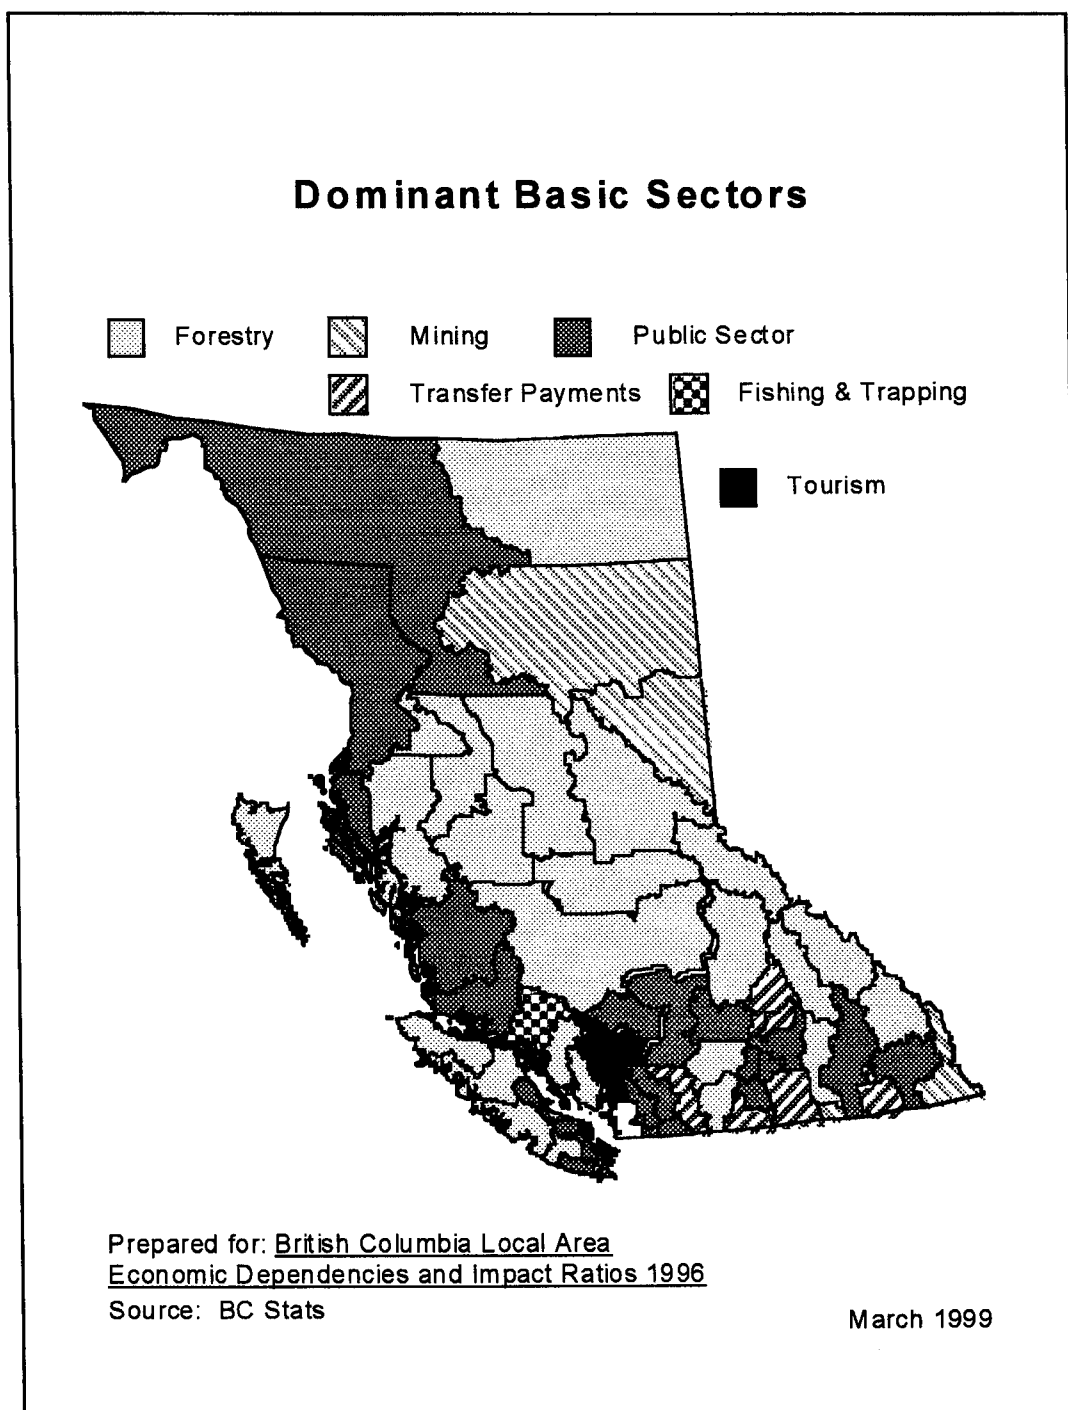 Dominant Basic Sectors
Forestry
Mining
Public Sector
Transfer Payments
Fishing & Trapping
Tourism
Prepared for: British Columbia Local Area
Economic Dependencies and Impact Ratios 1996
Source: BC Stats
March 1999